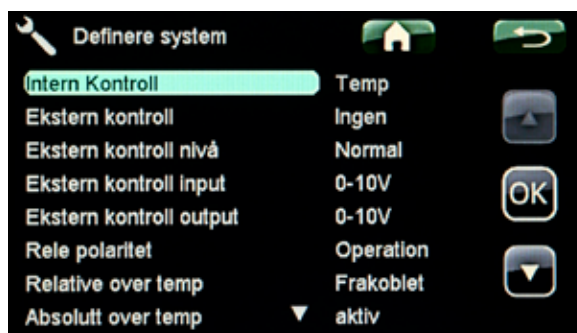 Definere system
Intern Kontroll Temp
Ekstern kontroll Ingen
Ekstern kontroll nivå Normal
Ekstern kontroll input 0-10V
Ekstern kontroll output 0-10V
Rele polaritet Operation
Relative over temp Frakoblet
Absolutt over temp aktiv
OK